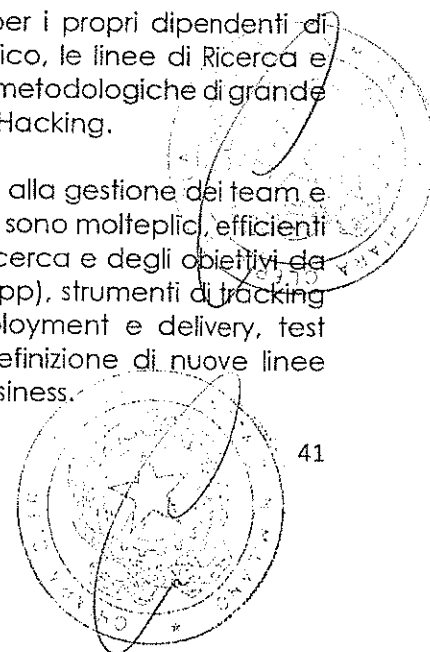 per i propri dipendenti di
ico, le linee di Ricerca e
metodologiche di grande
Hacking.
alla gestione dei team e
sono molteplici, efficienti
cerca e degli obiettivi da
pp), strumenti di tracking
ployment e delivery, test
efinizione di nuove linee
siness.
41
MILANO